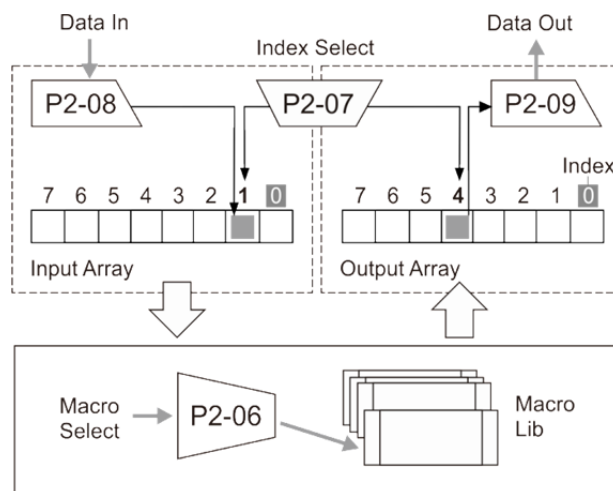 Data In
Index Select
Data Out
P2-08
P2-07
P2-09
Index
7 6 5 4 3 2 1 0
7 6 5 4 3 2 1 0
Input Array
Output Array
Macro
Select
P2-06
Macro
Lib